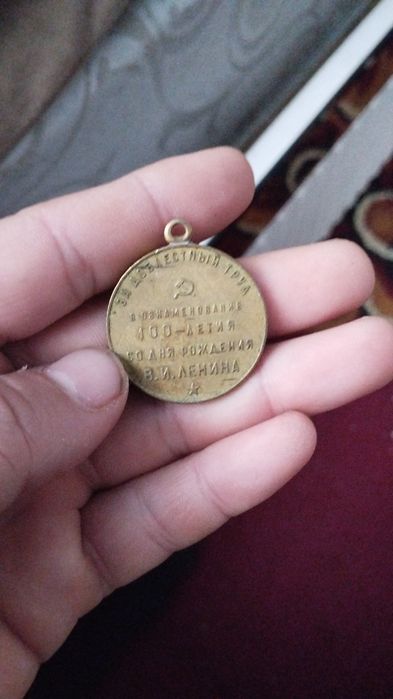 ЗА ДОБЛЕСТНЫЙ ТРУД
В ОЗНАМЕНОВАНИЕ
100-ЛЕТИЯ
СО ДНЯ РОЖДЕНИЯ
В.И.ЛЕНИНА